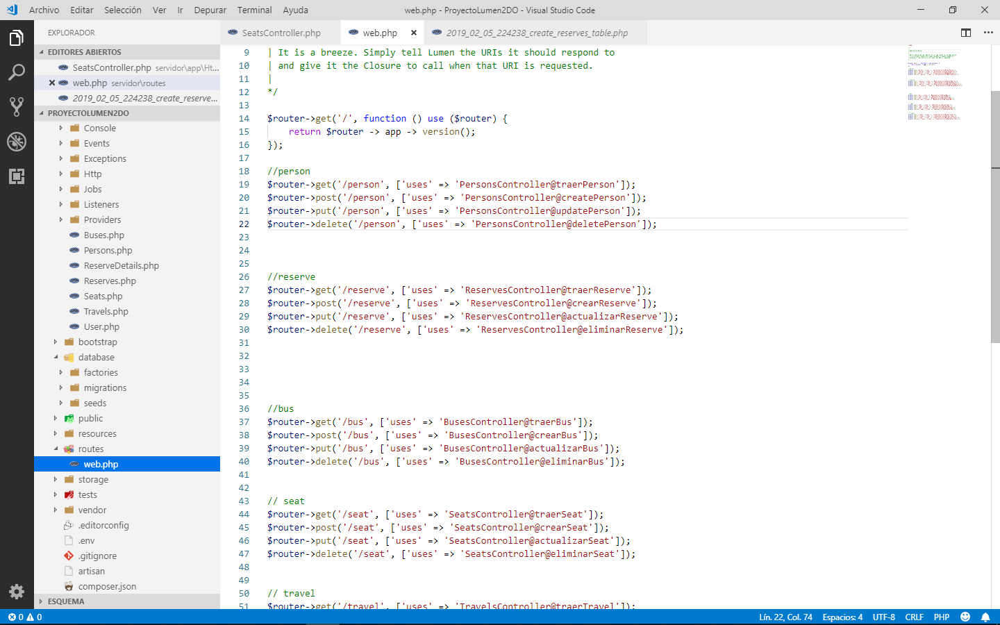 Archivo Editar Selección Ver Ir Depurar Terminal Ayuda
web.php - ProyectoLumen2DO - Visual Studio Code
EXPLORADOR
EDITORES ABIERTOS
SeatsController.php servidor\app\Ht...
web.php servidor\routes
2019_02_05_224238_create_reserve...
PROYECTOLUMEN2DO
Console
Events
Exceptions
Http
Jobs
Listeners
Providers
Buses.php
Persons.php
ReserveDetails.php
Reserves.php
Seats.php
Travels.php
User.php
bootstrap
database
factories
migrations
seeds
public
resources
routes
web.php
storage
tests
vendor
.editorconfig
.env
.gitignore
artisan
composer.json
ESQUEMA
SeatsController.php web.php 2019_02_05_224238_create_reserves_table.php
9 | It is a breeze. Simply tell Lumen the URIs it should respond to
10 | and give it the Closure to call when that URI is requested.
11 |
12 */
13
14 $router->get('/', function () use ($router) {
15 return $router -> app -> version();
16 });
17
18 //person
19 $router->get('/person', ['uses' => 'PersonsController@traerPerson']);
20 $router->post('/person', ['uses' => 'PersonsController@createPerson']);
21 $router->put('/person', ['uses' => 'PersonsController@updatePerson']);
22 $router->delete('/person', ['uses' => 'PersonsController@deletePerson']);
23
24
25
26 //reserve
27 $router->get('/reserve', ['uses' => 'ReservesController@traerReserve']);
28 $router->post('/reserve', ['uses' => 'ReservesController@crearReserve']);
29 $router->put('/reserve', ['uses' => 'ReservesController@actualizarReserve']);
30 $router->delete('/reserve', ['uses' => 'ReservesController@eliminarReserve']);
31
32
33
34
35
36 //bus
37 $router->get('/bus', ['uses' => 'BusesController@traerBus']);
38 $router->post('/bus', ['uses' => 'BusesController@crearBus']);
39 $router->put('/bus', ['uses' => 'BusesController@actualizarBus']);
40 $router->delete('/bus', ['uses' => 'BusesController@eliminarBus']);
41
42
43 // seat
44 $router->get('/seat', ['uses' => 'SeatsController@traerSeat']);
45 $router->post('/seat', ['uses' => 'SeatsController@crearSeat']);
46 $router->put('/seat', ['uses' => 'SeatsController@actualizarSeat']);
47 $router->delete('/seat', ['uses' => 'SeatsController@eliminarSeat']);
48
49
50 // travel
51 $router->get('/travel', ['uses' => 'TravelsController@traerTravel']);
0 0 Lín. 22, Col. 74 Espacios: 4 UTF-8 CRLF PHP